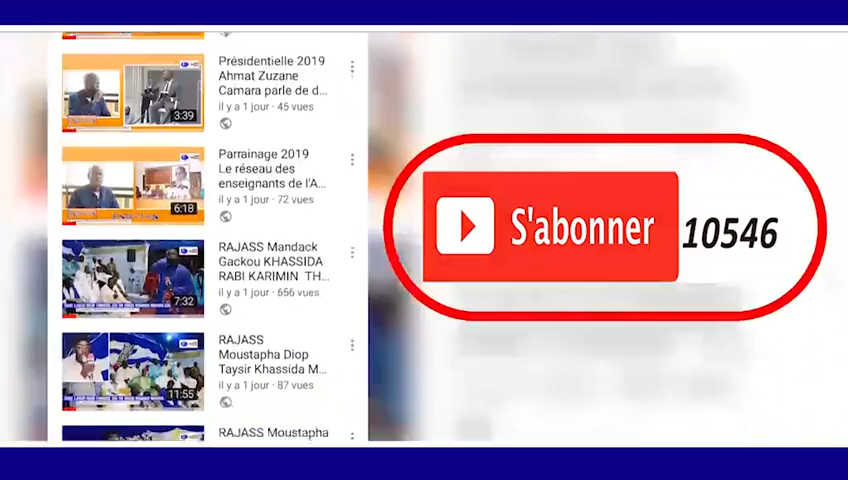 Présidentielle 2019
Ahmat Zuzane
Camara parle de d...
il y a 1 jour · 45 vues
3:39
Parrainage 2019
Le réseau des
enseignants de l'A...
il y a 1 jour · 72 vues
6:18
RAJASS Mandack
Gackou KHASSIDA
RABI KARIMIN TH...
il y a 1 jour · 656 vues
7:32
RAJASS
Moustapha Diop
Taysir Khassida M...
il y a 1 jour · 87 vues
11:55
RAJASS Moustapha
S'abonner
10546